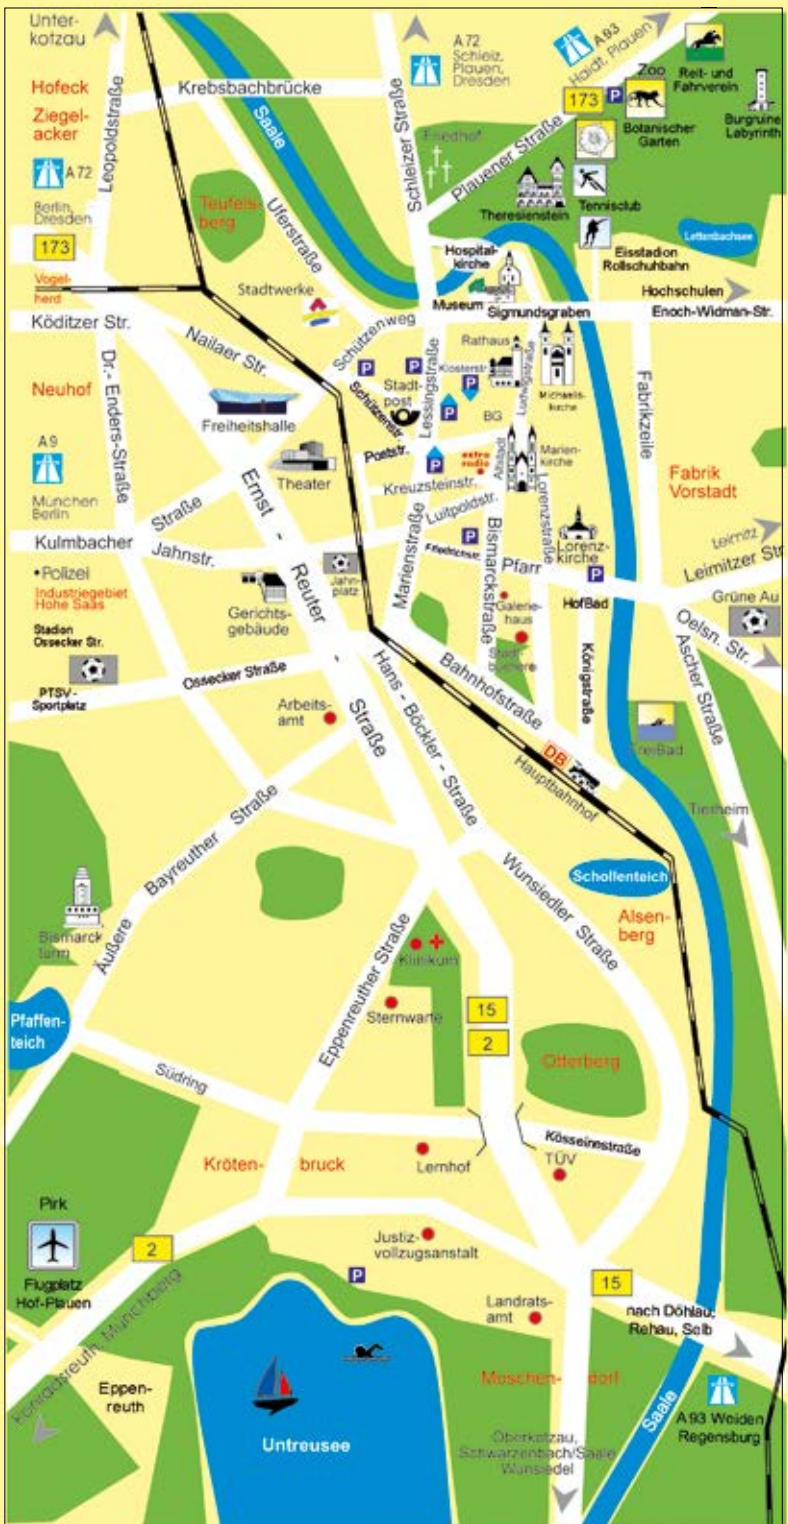 Unter-
kotzau
A 72
Schleiz,
Plauen,
Dresden
A 93
Haidt, Plauen
Zoo
Reit- und
Fahrverein
Hofeck
Krebsbachbrücke
173
P
Botanischer
Garten
Burgruine
Labyrinth
Ziegel-
acker
Leopoldstraße
Saale
Schleizer Straße
Friedhof
Plauener Straße
A 72
Berlin,
Dresden
173
Teufels-
berg
Uferstraße
Theresienstein
Tennisclub
Lettenbachsee
Hospital-
kirche
Eisstadion
Rollschuhbahn
Vogel-
herd
Stadtwerke
Museum
Sigmundsgraben
Hochschulen
Enoch-Widman-Str.
Köditzer Str.
Nailaer Str.
Schützenweg
Rathaus
P
P
Klosterstr.
P
Ludwigstraße
Michaelis-
kirche
Dr.- Enders-Straße
Neuhof
Stadt-
post
Schützenstr.
Lessingstraße
P
BG
Fabrikzeile
Freiheitshalle
A 9
München
Berlin
Theater
Poststr.
P
extra
radio
Altstadt
Marien-
kirche
Fabrik
Vorstadt
Kreuzsteinstr.
Luitpoldstr.
Lorenzstraße
Kulmbacher
Straße
Jahnstr.
Ernst - Reuter - Straße
Marienstraße
P
Bismarckstraße
Friedrichstr.
Pfarr
Lorenz-
kirche
P
Leimitz
Leimitzer Str.
•Polizei
Industriegebiet
Hohe Saas
Jahn-
platz
Gerichts-
gebäude
Galerie-
haus
HofBad
Grüne Au
Oelsn. Str.
Stadion
Ossecker Str.
PTSV-
Sportplatz
Ossecker Straße
Königstraße
Ascher Straße
Bahnhofstraße
Arbeits-
amt
Hans - Böckler - Straße
DB
Hauptbahnhof
FreiBad
Tierheim
Äußere Bayreuther Straße
Wunsiedler Straße
Schollenteich
Alsen-
berg
Bismarck
turm
Eppenreuther Straße
Klinikum
Pfaffen-
teich
Sternwarte
15
2
Otterberg
Südring
Kösseinestraße
Kröten-
bruck
Lernhof
TÜV
Pirk
2
Flugplatz
Hof-Plauen
Justiz-
vollzugsanstalt
P
15
Landrats-
amt
nach Döhlau,
Rehau, Selb
Konradsreuth, Münchberg
Eppen-
reuth
Moschen-
dorf
Saale
A 93 Weiden
Regensburg
Untreusee
Oberkotzau,
Schwarzenbach/Saale
Wunsiedel